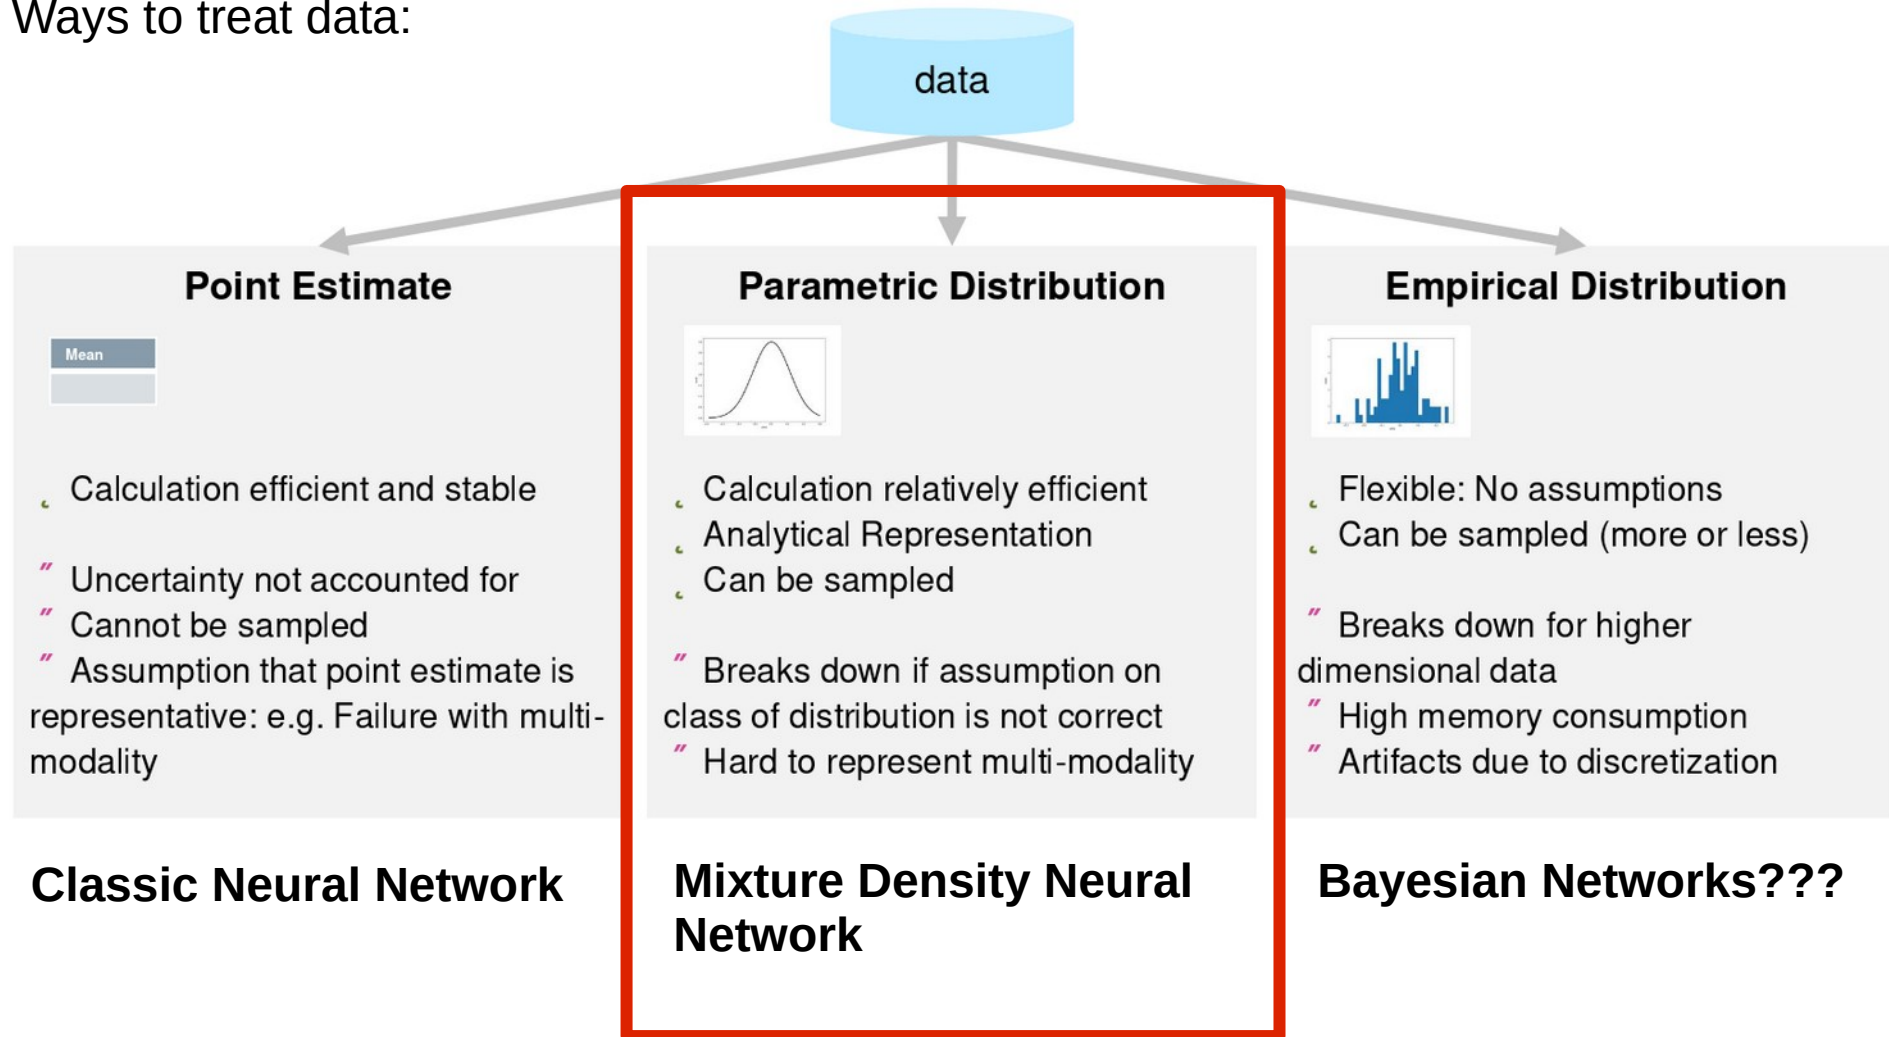 Ways to treat data:
data
Point Estimate
Mean
Calculation efficient and stable
Uncertainty not accounted for
Cannot be sampled
Assumption that point estimate is
representative: e.g. Failure with multi-
modality
Classic Neural Network
Parametric Distribution
Calculation relatively efficient
Analytical Representation
Can be sampled
Breaks down if assumption on
class of distribution is not correct
Hard to represent multi-modality
Mixture Density Neural
Network
Empirical Distribution
Flexible: No assumptions
Can be sampled (more or less)
Breaks down for higher
dimensional data
High memory consumption
Artifacts due to discretization
Bayesian Networks???